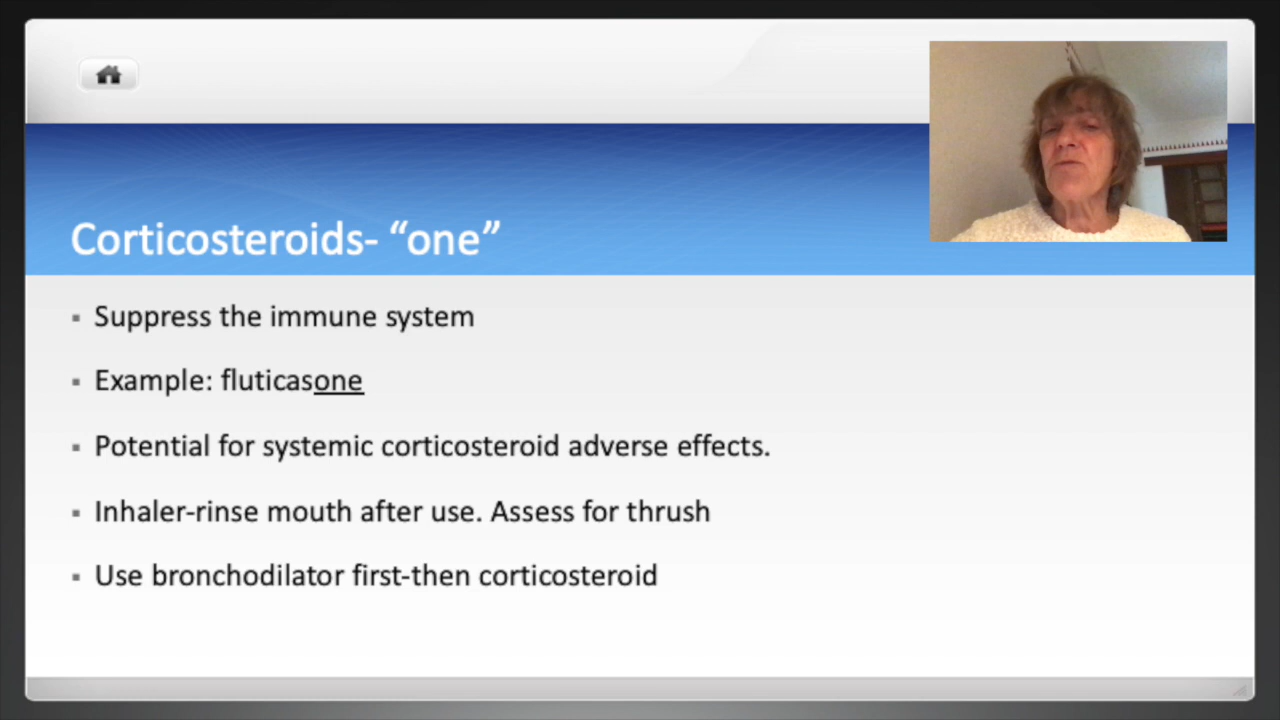 Corticosteroids- “one”
Suppress the immune system
Example: fluticasone
Potential for systemic corticosteroid adverse effects.
Inhaler-rinse mouth after use. Assess for thrush
Use bronchodilator first-then corticosteroid